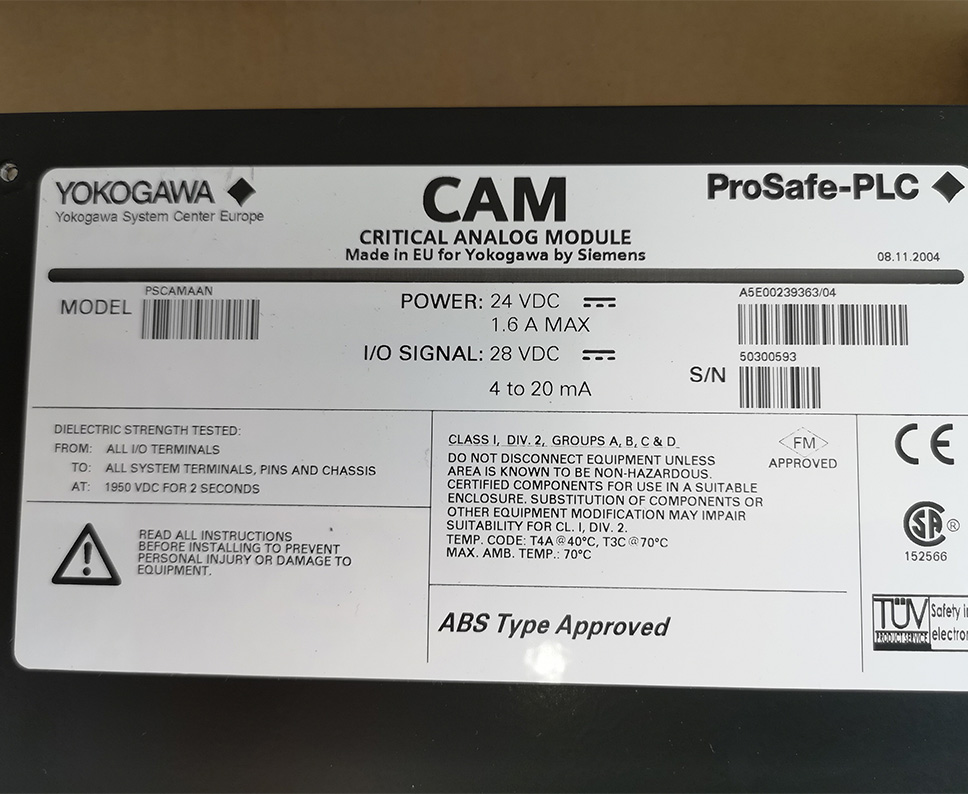 YOKOGAWA
Yokogawa System Center Europe
CAM
CRITICAL ANALOG MODULE
Made in EU for Yokogawa by Siemens
ProSafe-PLC
08.11.2004
MODEL
PSCAMAAN
POWER: 24 VDC
1.6 A MAX
I/O SIGNAL: 28 VDC
4 to 20 mA
A5E00239363/04
S/N
50300593
DIELECTRIC STRENGTH TESTED:
FROM: ALL I/O TERMINALS
TO: ALL SYSTEM TERMINALS, PINS AND CHASSIS
AT: 1950 VDC FOR 2 SECONDS
READ ALL INSTRUCTIONS
BEFORE INSTALLING TO PREVENT
PERSONAL INJURY OR DAMAGE TO
EQUIPMENT.
CLASS I, DIV. 2, GROUPS A, B, C & D
DO NOT DISCONNECT EQUIPMENT UNLESS
AREA IS KNOWN TO BE NON-HAZARDOUS.
CERTIFIED COMPONENTS FOR USE IN A SUITABLE
ENCLOSURE. SUBSTITUTION OF COMPONENTS OR
OTHER EQUIPMENT MODIFICATION MAY IMPAIR
SUITABILITY FOR CL. I, DIV. 2.
TEMP. CODE: T4A @ 40°C, T3C @ 70°C
MAX. AMB. TEMP.: 70°C
FM
APPROVED
ABS Type Approved
CE
SA ®
152566
TÜV
PRODUCT SERVICE
Safety in
electron